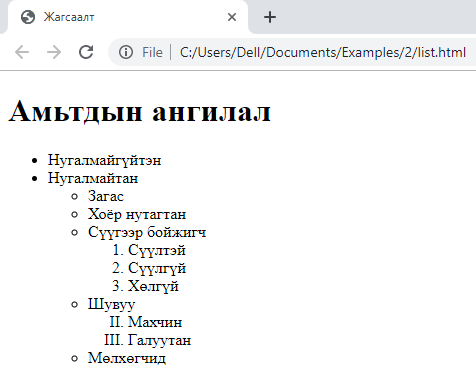 Жагсаалт
File | C:/Users/Dell/Documents/Examples/2/list.html
Амьтдын ангилал
• Нугалмайгүйтэн
• Нугалмайтан
○ Загас
○ Хоёр нутагтан
○ Сүүгээр бойжигч
1. Сүүлтэй
2. Сүүлгүй
3. Хөлгүй
○ Шувуу
II. Махчин
III. Галуутан
○ Мөлхөгчид